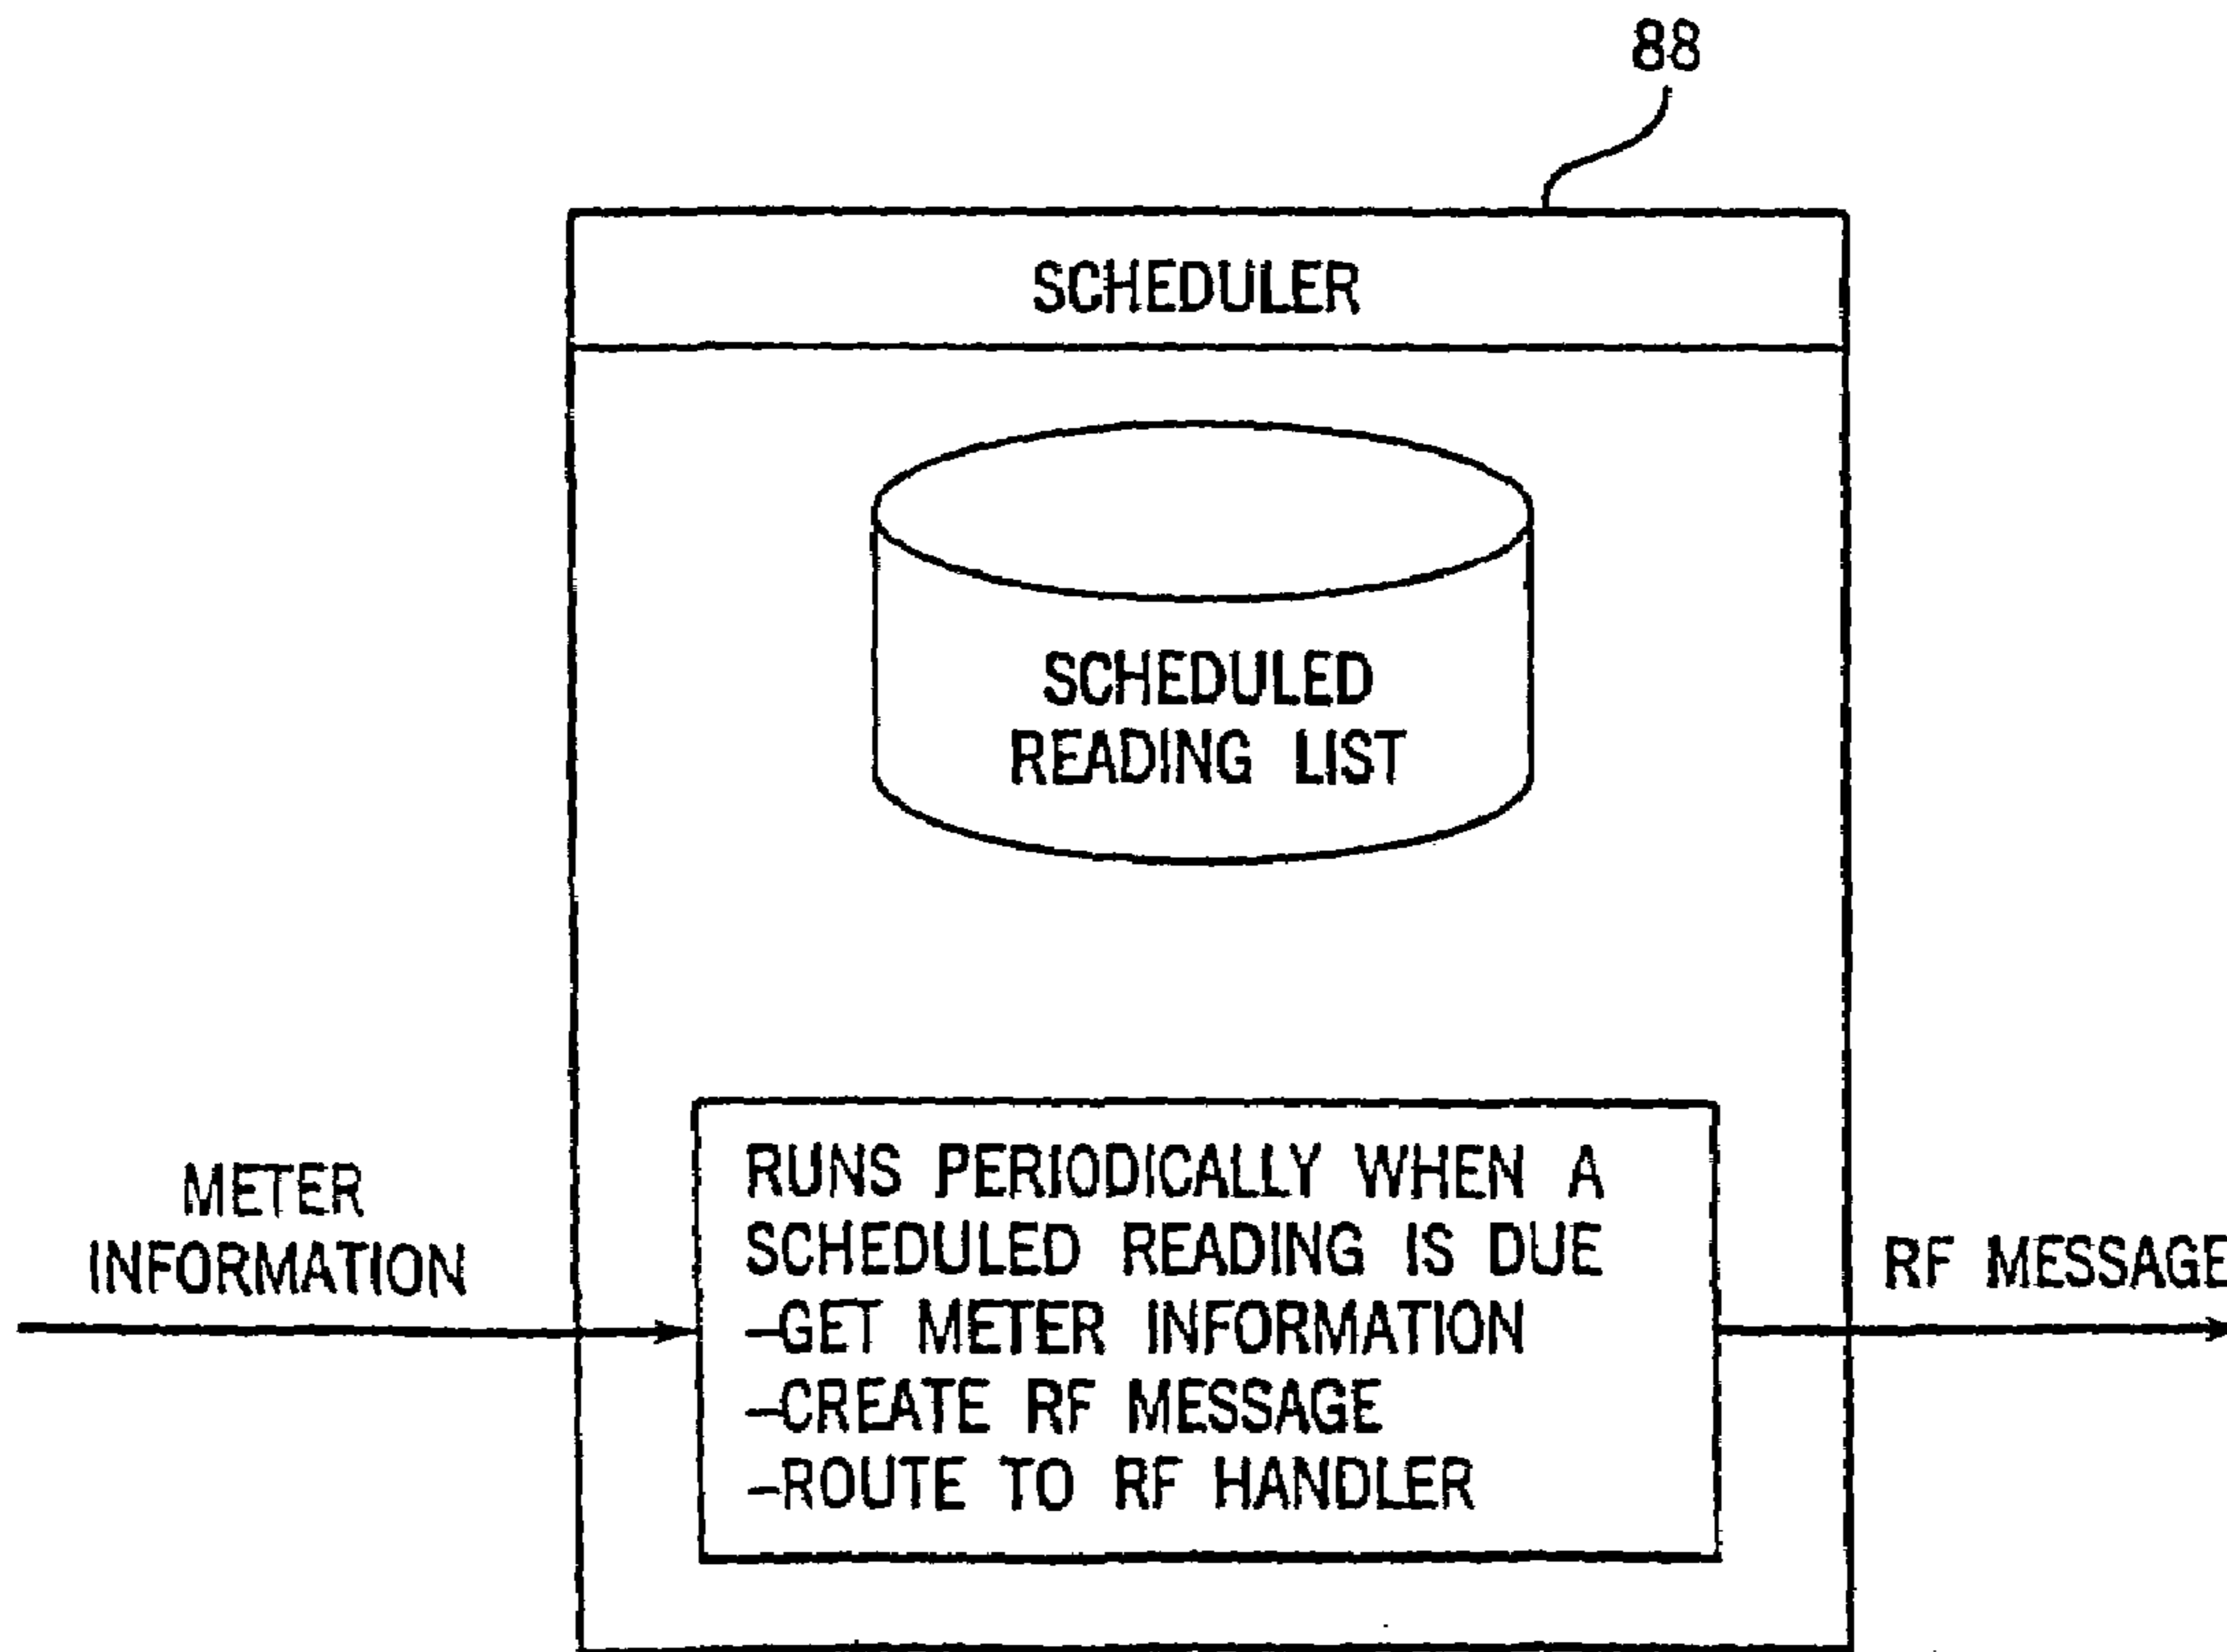 88
SCHEDULER
SCHEDULED
READING LIST
METER
INFORMATION
RUNS PERIODICALLY WHEN A
SCHEDULED READING IS DUE
-GET METER INFORMATION
-CREATE RF MESSAGE
-ROUTE TO RF HANDLER
RF MESSAGE